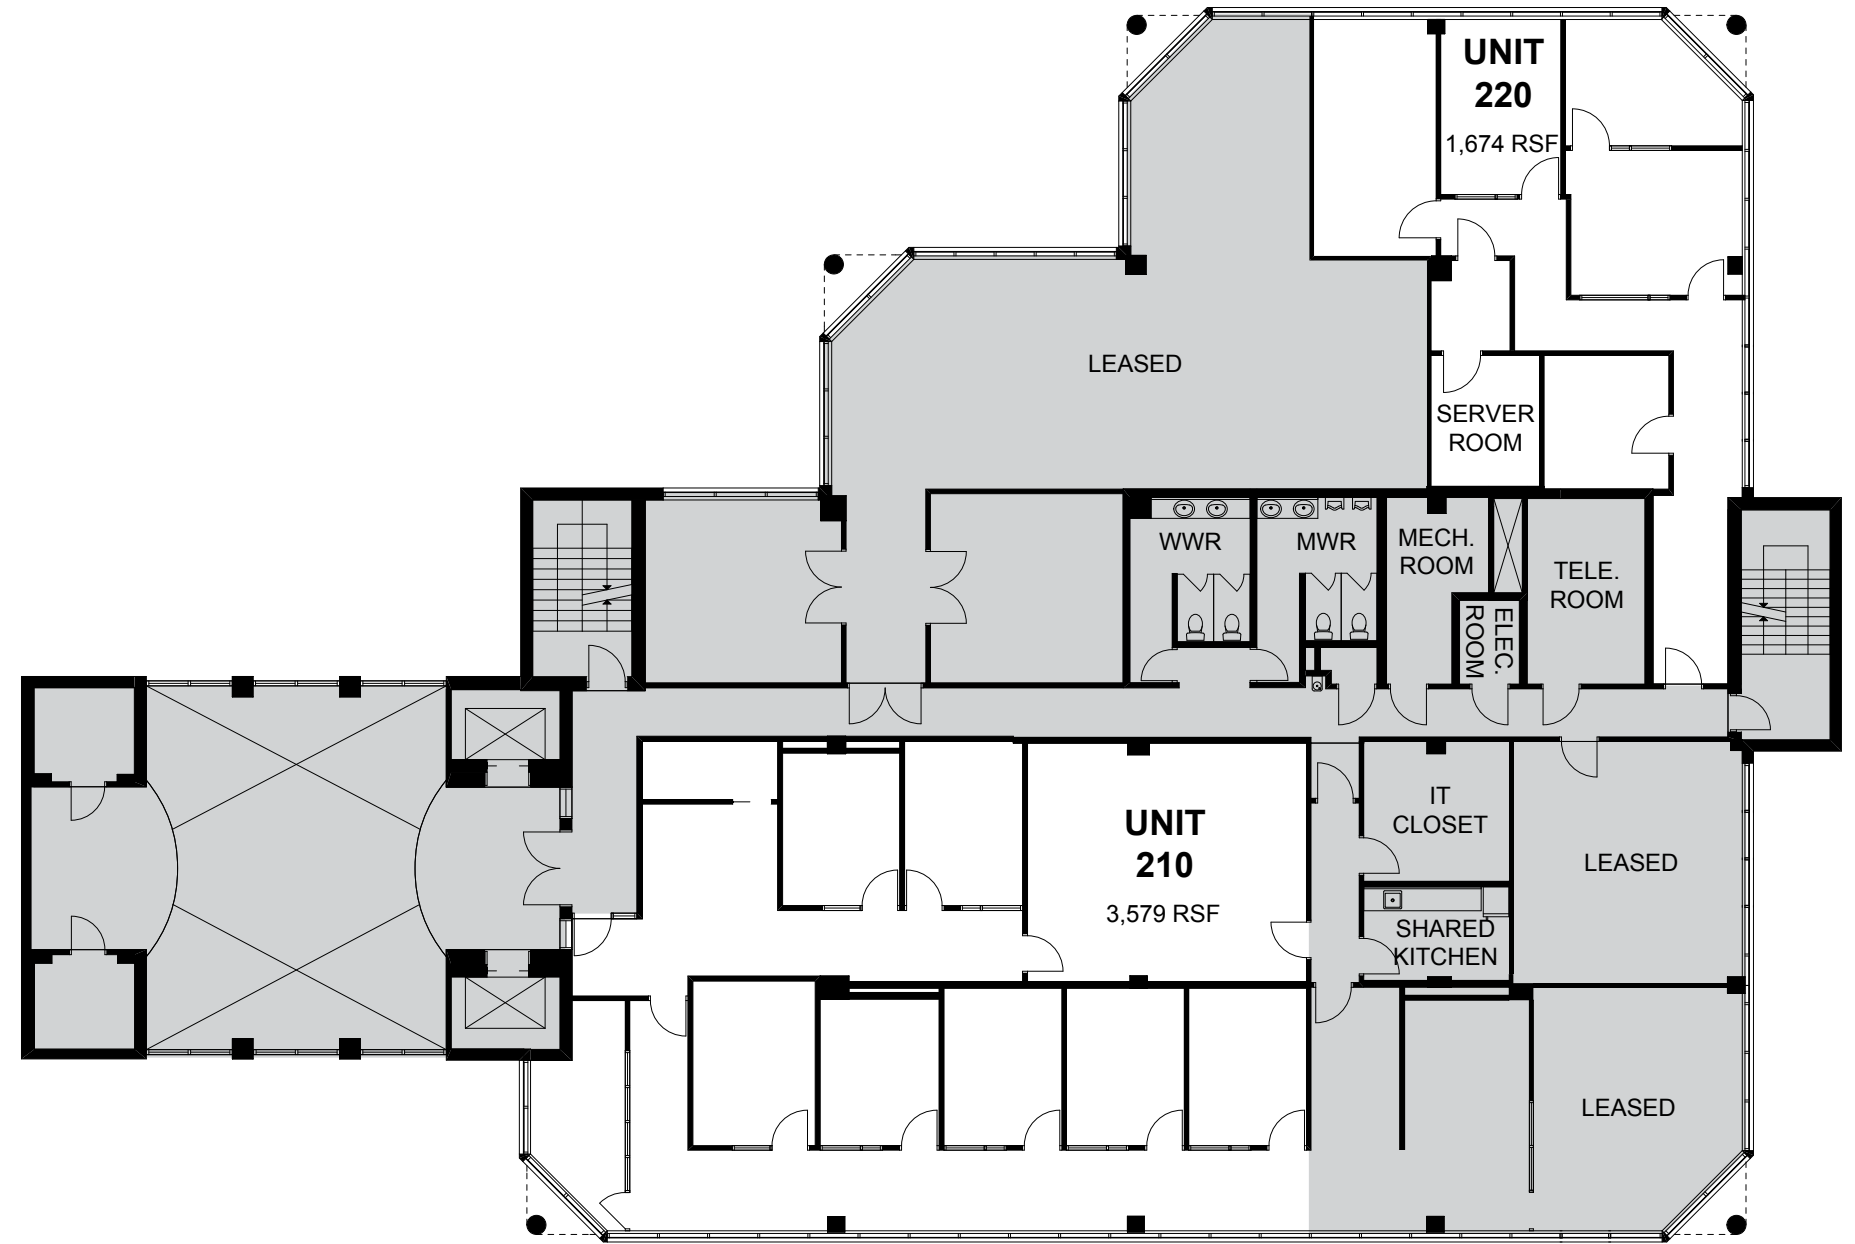 UNIT
220
1,674 RSF
LEASED
SERVER
ROOM
WWR
MWR
MECH.
ROOM
ELEC.
ROOM
TELE.
ROOM
UNIT
210
3,579 RSF
IT
CLOSET
LEASED
SHARED
KITCHEN
LEASED